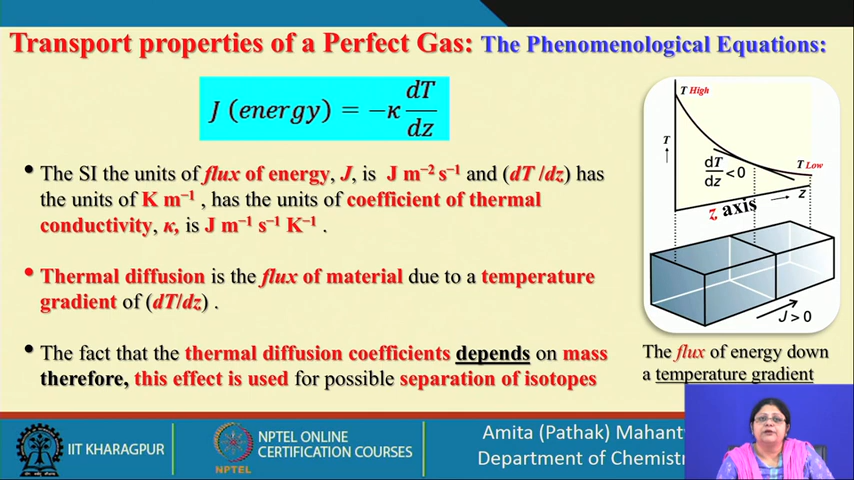 Transport properties of a Perfect Gas: The Phenomenological Equations:
J (energy) = −κ dT/dz
• The SI the units of flux of energy, J, is J m⁻² s⁻¹ and (dT /dz) has
the units of K m⁻¹ , has the units of coefficient of thermal
conductivity, κ, is J m⁻¹ s⁻¹ K⁻¹ .
• Thermal diffusion is the flux of material due to a temperature
gradient of (dT/dz) .
• The fact that the thermal diffusion coefficients depends on mass
therefore, this effect is used for possible separation of isotopes
T High
T
dT/dz < 0
T Low
z
z axis
J > 0
The flux of energy down
a temperature gradient
IIT KHARAGPUR
NPTEL
NPTEL ONLINE
CERTIFICATION COURSES
Amita (Pathak) Mahant
Department of Chemistr